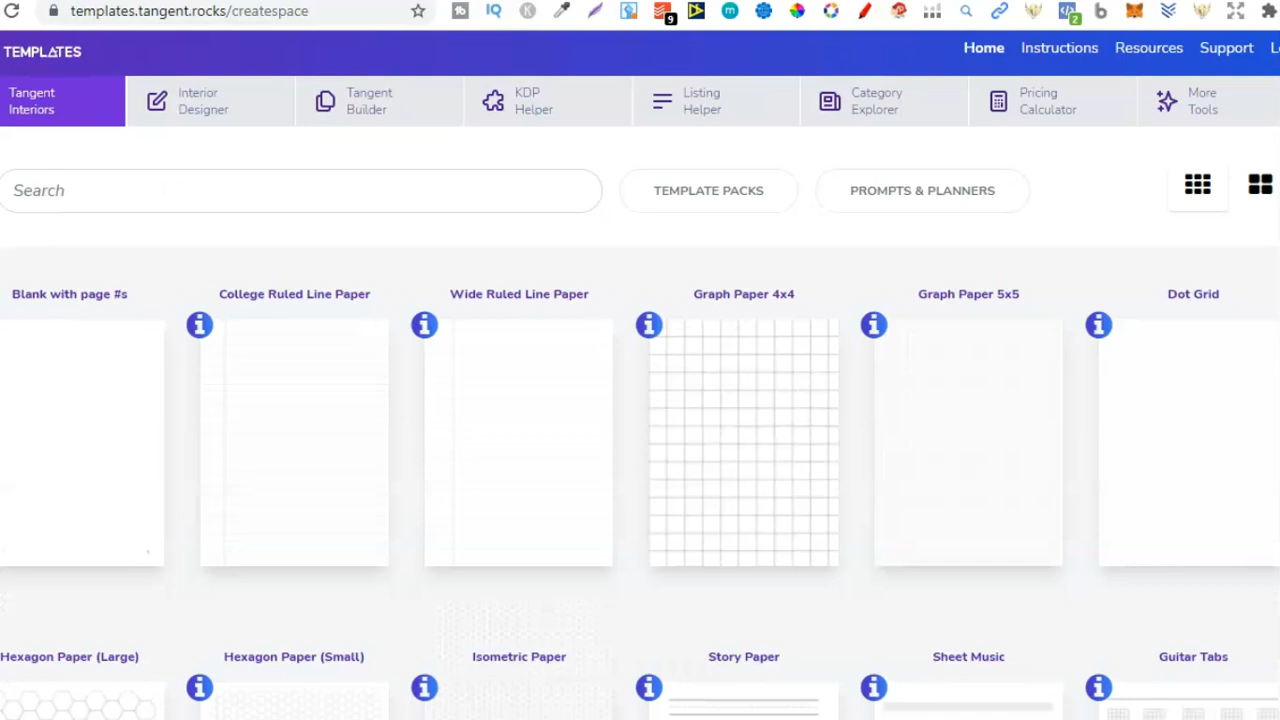 templates.tangent.rocks/createspace
9
2
TEMPLATES
Home Instructions Resources Support
Tangent Interiors
Interior Designer
Tangent Builder
KDP Helper
Listing Helper
Category Explorer
Pricing Calculator
More Tools
Search
TEMPLATE PACKS
PROMPTS & PLANNERS
Blank with page #s
College Ruled Line Paper
Wide Ruled Line Paper
Graph Paper 4x4
Graph Paper 5x5
Dot Grid
Hexagon Paper (Large)
Hexagon Paper (Small)
Isometric Paper
Story Paper
Sheet Music
Guitar Tabs